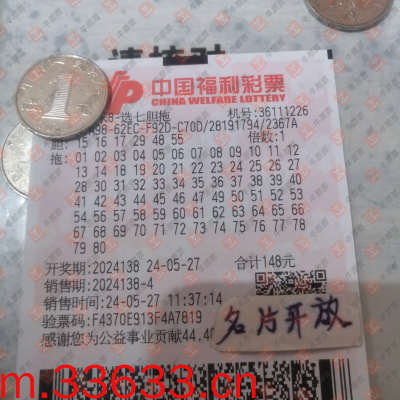 中国福利彩票
CHINA WELFARE LOTTERY
8-选七胆拖 机号:36111226
98-62EC-F92D-C70D/28191794/2367A
胆: 15 16 17 29 48 55 倍数:1
拖: 01 02 03 04 05 06 07 08 09 10 11 12
13 14 18 19 20 21 22 23 24 25 26 27
28 30 31 32 33 34 35 36 37 38 39 40
41 42 43 44 45 46 47 49 50 51 52 53
54 56 57 58 59 60 61 62 63 64 65 66
67 68 69 70 71 72 73 74 75 76 77 78
79 80
开奖期:2024138 24-05-27 合计148元
销售期:2024138-4
销售时间:24-05-27 11:37:14
验票码:F4370E913F4A7819
感谢您为公益事业贡献44.40
名片开放
m.33633.cn
1